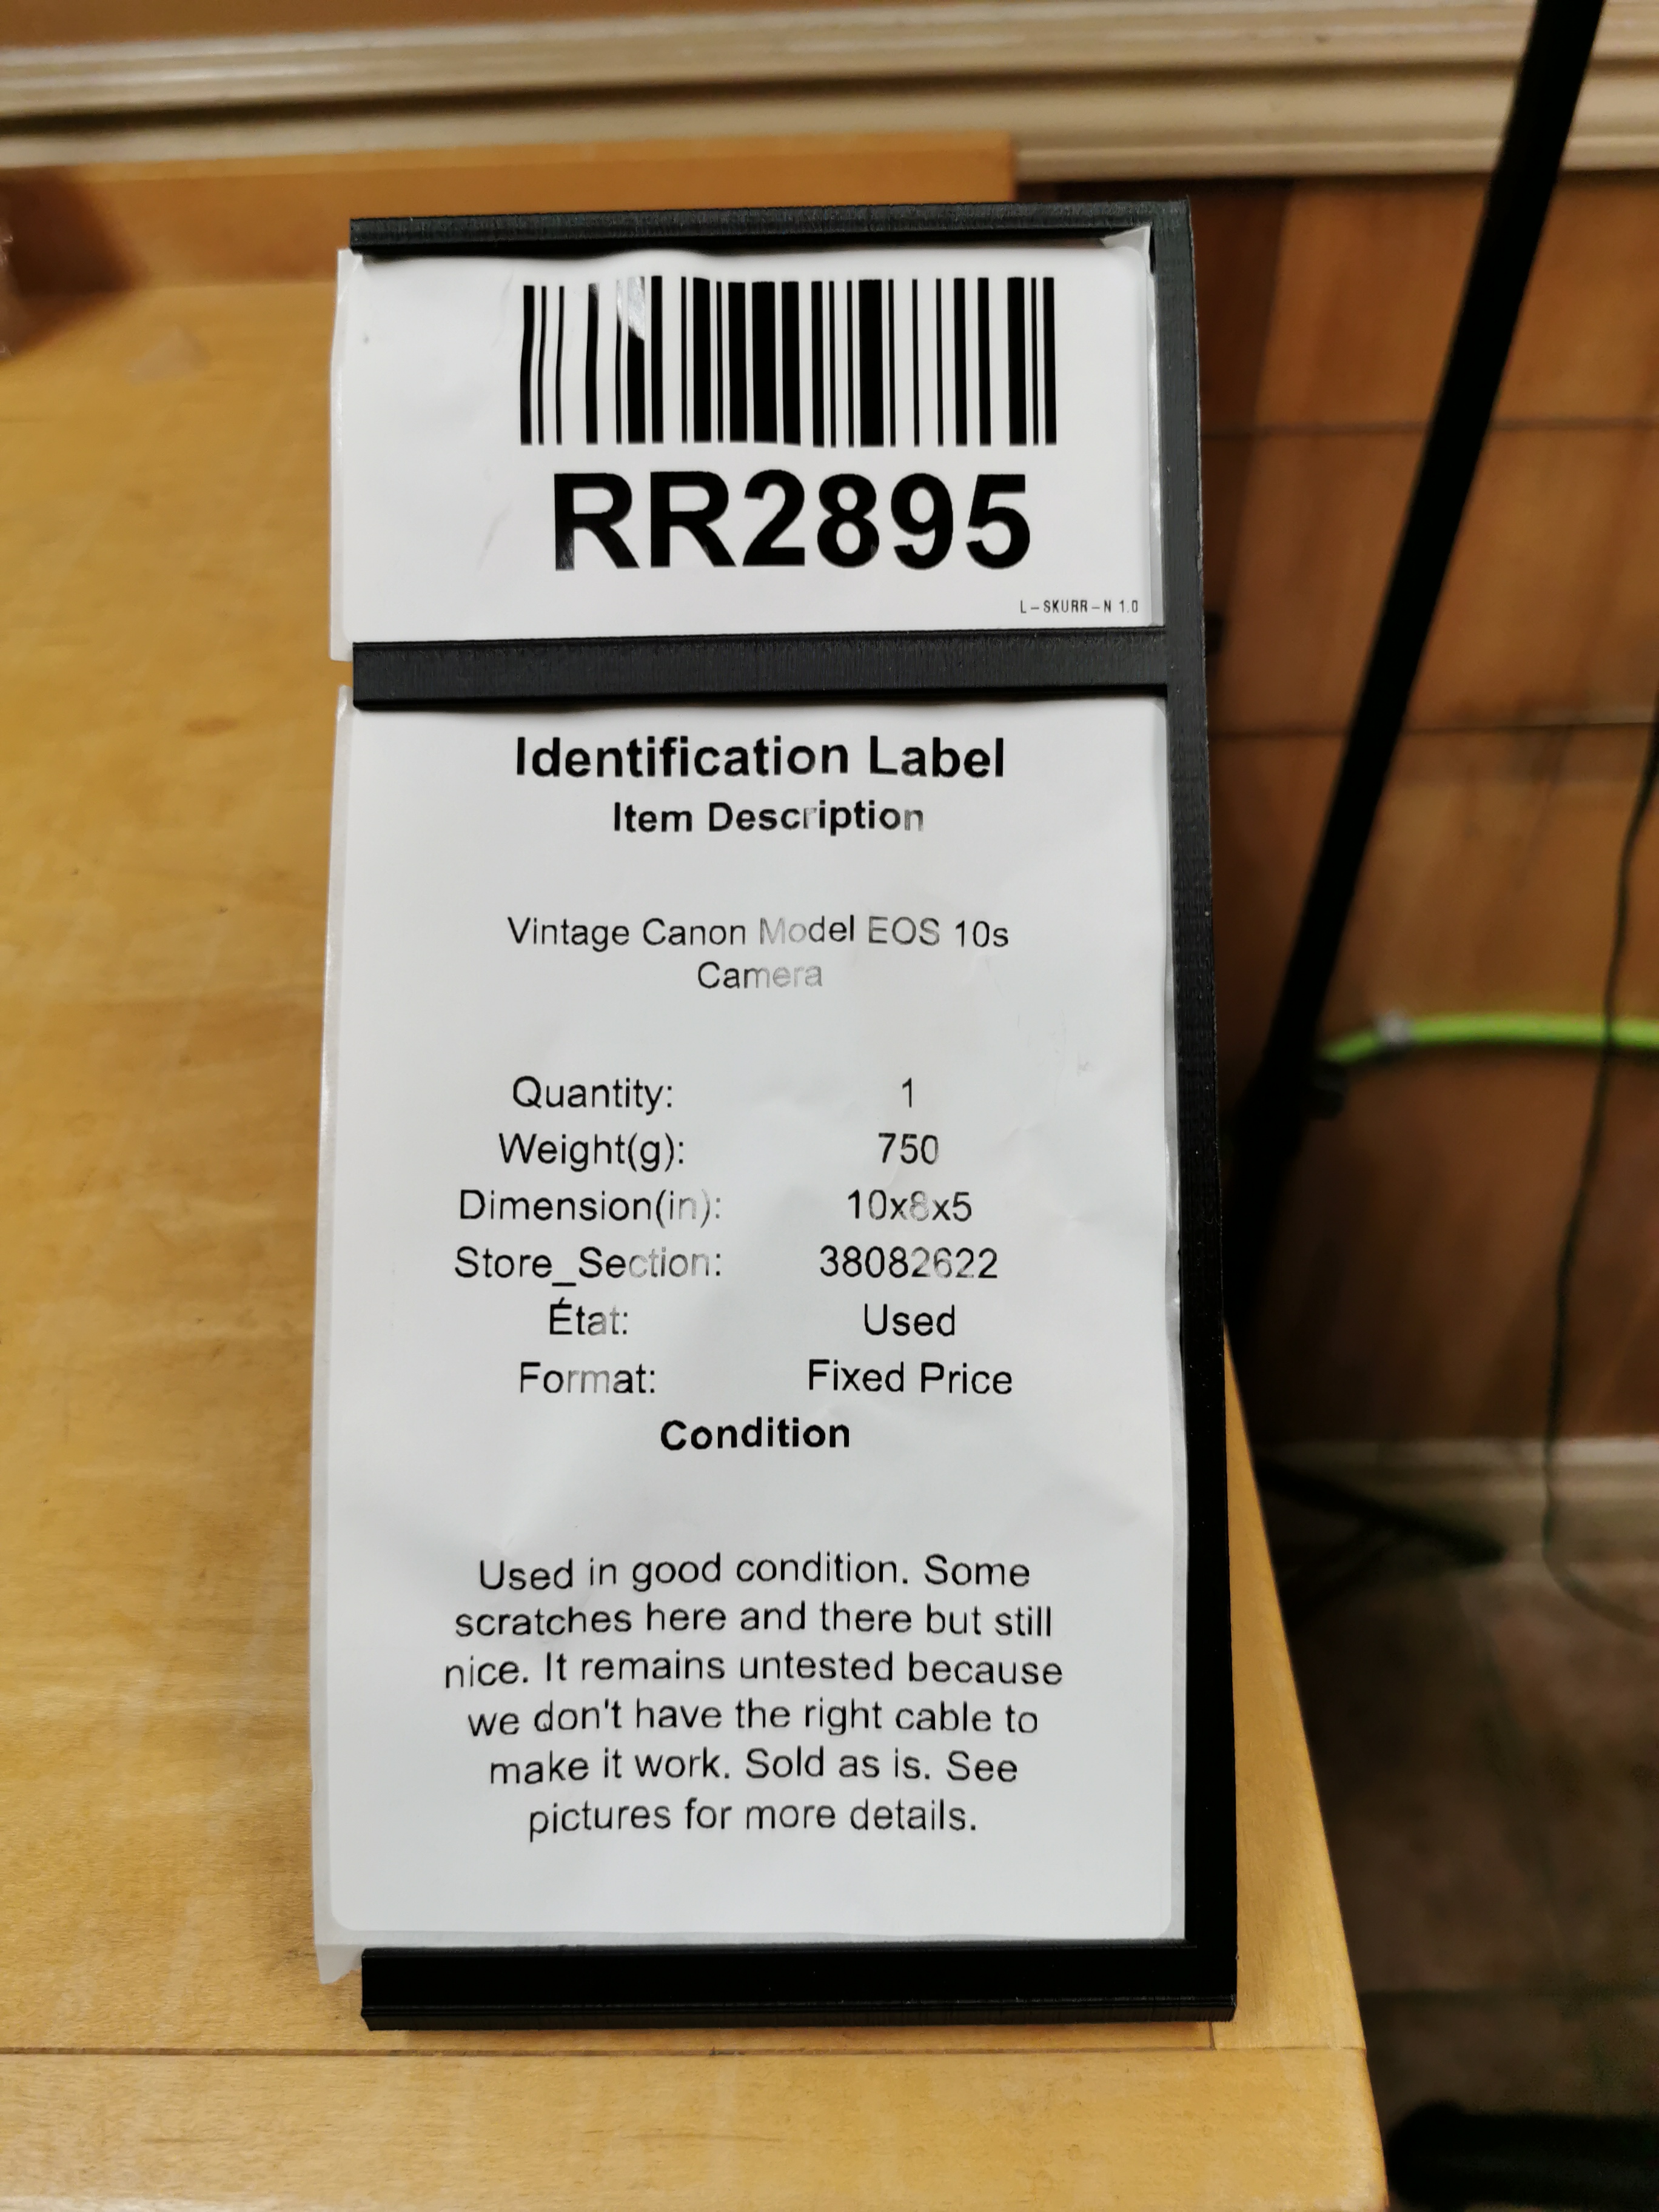 RR2895
L-SKURR-N 1.0
Identification Label
Item Description
Vintage Canon Model EOS 10s
Camera
Quantity: 1
Weight(g): 750
Dimension(in): 10x8x5
Store_Section: 38082622
État: Used
Format: Fixed Price
Condition
Used in good condition. Some
scratches here and there but still
nice. It remains untested because
we don't have the right cable to
make it work. Sold as is. See
pictures for more details.